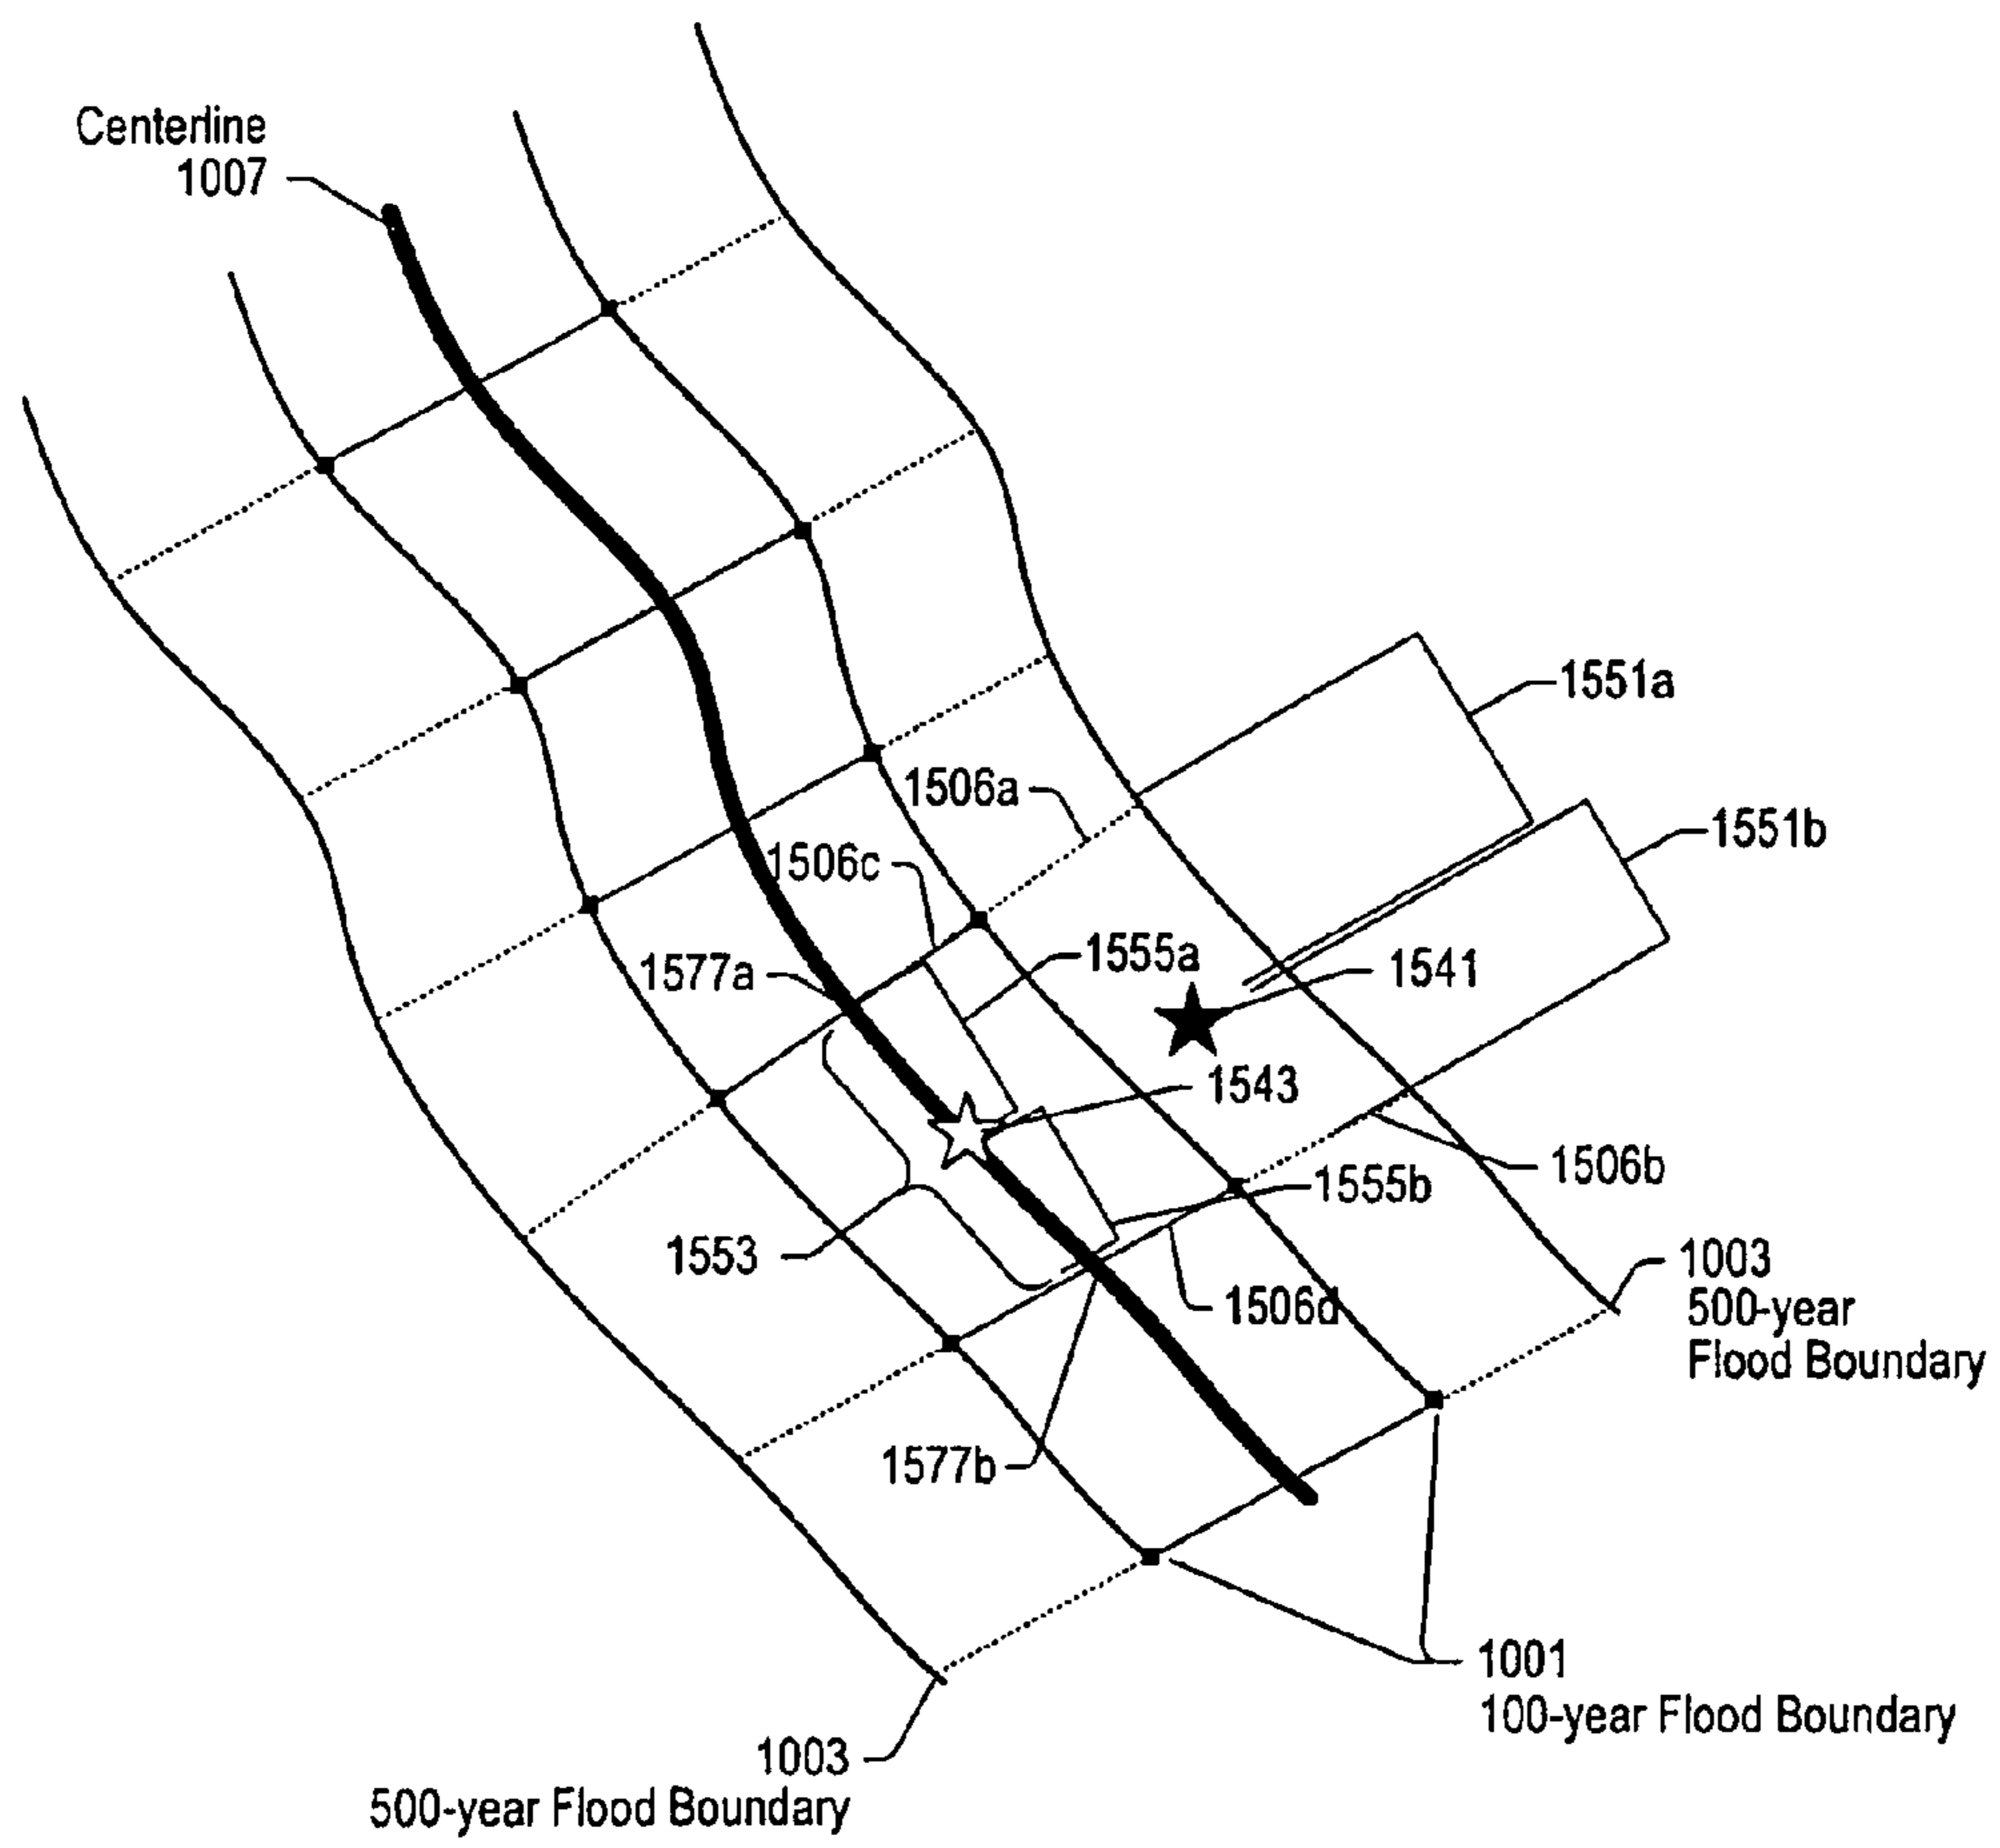 Centerline
1007
1551a
1506a
1551b
1506c
1555a
1577a
1541
1543
1506b
1555b
1553
1003
500-year
Flood Boundary
1506d
1577b
1001
100-year Flood Boundary
1003
500-year Flood Boundary